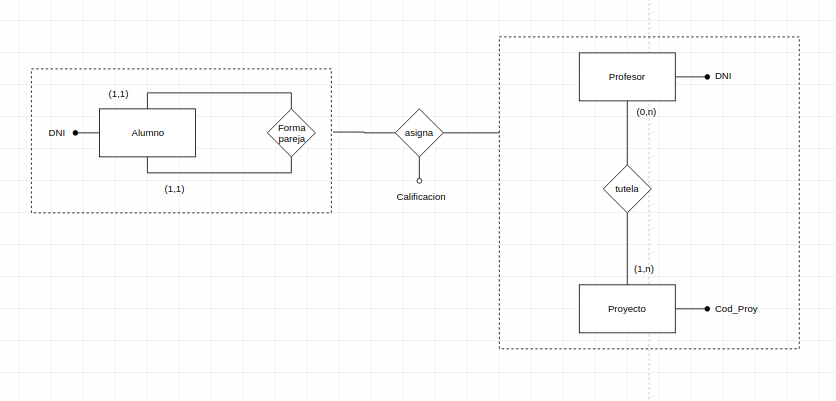 (1,1)
DNI
Alumno
Forma
pareja
(1,1)
asigna
Calificacion
Profesor
DNI
(0,n)
tutela
(1,n)
Proyecto
Cod_Proy